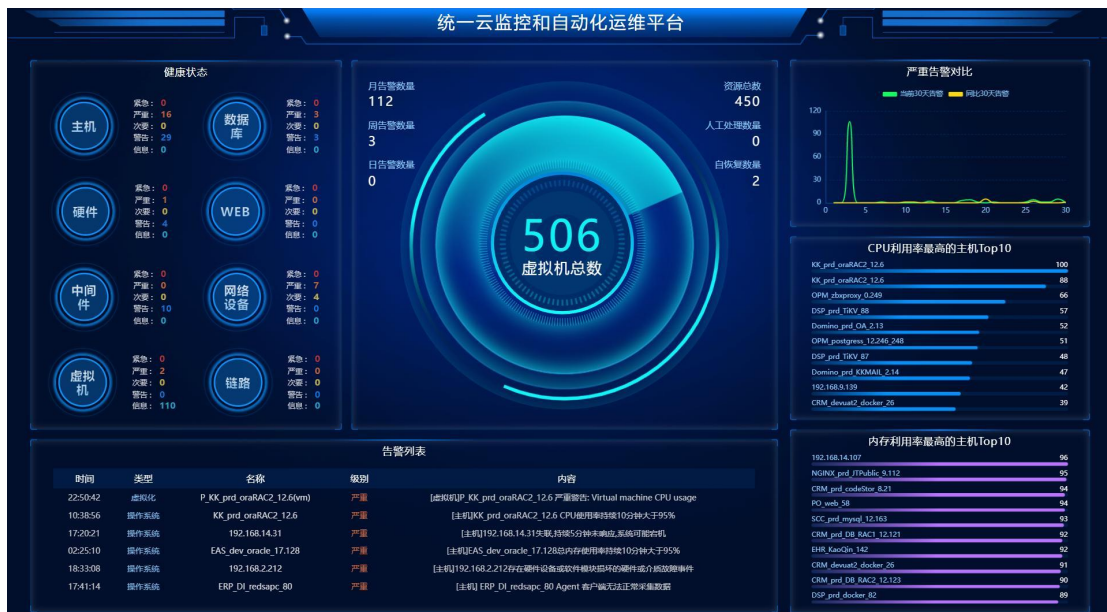 统一云监控和自动化运维平台
健康状态
主机
紧急: 0
严重: 16
次要: 0
警告: 29
信息: 0
数据库
紧急: 0
严重: 3
次要: 0
警告: 3
信息: 0
硬件
紧急: 0
严重: 1
次要: 0
警告: 4
信息: 0
WEB
紧急: 0
严重: 0
次要: 0
警告: 0
信息: 0
中间件
紧急: 0
严重: 0
次要: 0
警告: 10
信息: 0
网络设备
紧急: 0
严重: 7
次要: 4
警告: 0
信息: 0
虚拟机
紧急: 0
严重: 2
次要: 0
警告: 0
信息: 110
链路
紧急: 0
严重: 0
次要: 0
警告: 0
信息: 0
月告警数量
112
周告警数量
3
日告警数量
0
资源总数
450
人工处理数量
0
自恢复数量
2
506
虚拟机总数
严重告警对比
当前30天告警 同比30天告警
120
90
60
30
0
0 5 10 15 20 25 30
CPU利用率最高的主机Top10
KK_prd_oraRAC2_12.6 100
KK_prd_oraRAC2_12.6 88
OPM_zbxproxy_0.249 66
DSP_prd_TiKV_88 57
Domino_prd_OA_2.13 52
OPM_postgress_12.246_248 51
DSP_prd_TiKV_87 48
Domino_prd_KKMAIL_2.14 47
192.168.9.139 42
CRM_devuat2_docker_26 39
告警列表
时间 类型 名称 级别 内容
22:50:42 虚拟化 P_KK_prd_oraRAC2_12.6(vm) 严重 [虚拟机]P_KK_prd_oraRAC2_12.6 严重警告: Virtual machine CPU usage
10:38:56 操作系统 KK_prd_oraRAC2_12.6 严重 [主机]KK_prd_oraRAC2_12.6 CPU使用率持续10分钟大于95%
17:20:21 操作系统 192.168.14.31 严重 [主机]192.168.14.31失联,持续5分钟未响应,系统可能宕机
02:25:10 操作系统 EAS_dev_oracle_17.128 严重 [主机]EAS_dev_oracle_17.128总内存使用率持续10分钟大于95%
18:33:08 操作系统 192.168.2.212 严重 [主机]192.168.2.212存在硬件设备或软件模块损坏的硬件或介质故障事件
17:41:14 操作系统 ERP_DI_redsapc_80 严重 [主机] ERP_DI_redsapc_80 Agent 客户端无法正常采集数据
内存利用率最高的主机Top10
192.168.14.107 96
NGINX_prd_JTPublic_9.112 95
CRM_prd_codeStor_8.21 94
PO_web_58 94
SCC_prd_mysql_12.163 93
CRM_prd_DB_RAC1_12.121 92
EHR_KaoQin_142 92
CRM_devuat2_docker_26 91
CRM_prd_DB_RAC2_12.123 90
DSP_prd_docker_82 89